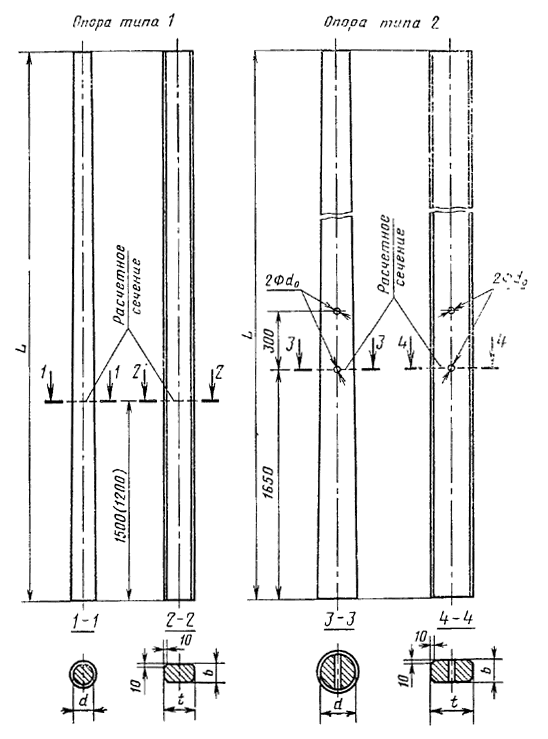 Опора типа 1
Опора типа 2
L
Расчетное
сечение
1
1
2
2
1500(1200)
L
Расчетное
сечение
2Фd₀
2Фd₀
300
3
3
4
4
1650
1-1
2-2
3-3
4-4
10
10
d
t
b
10
10
d
t
b